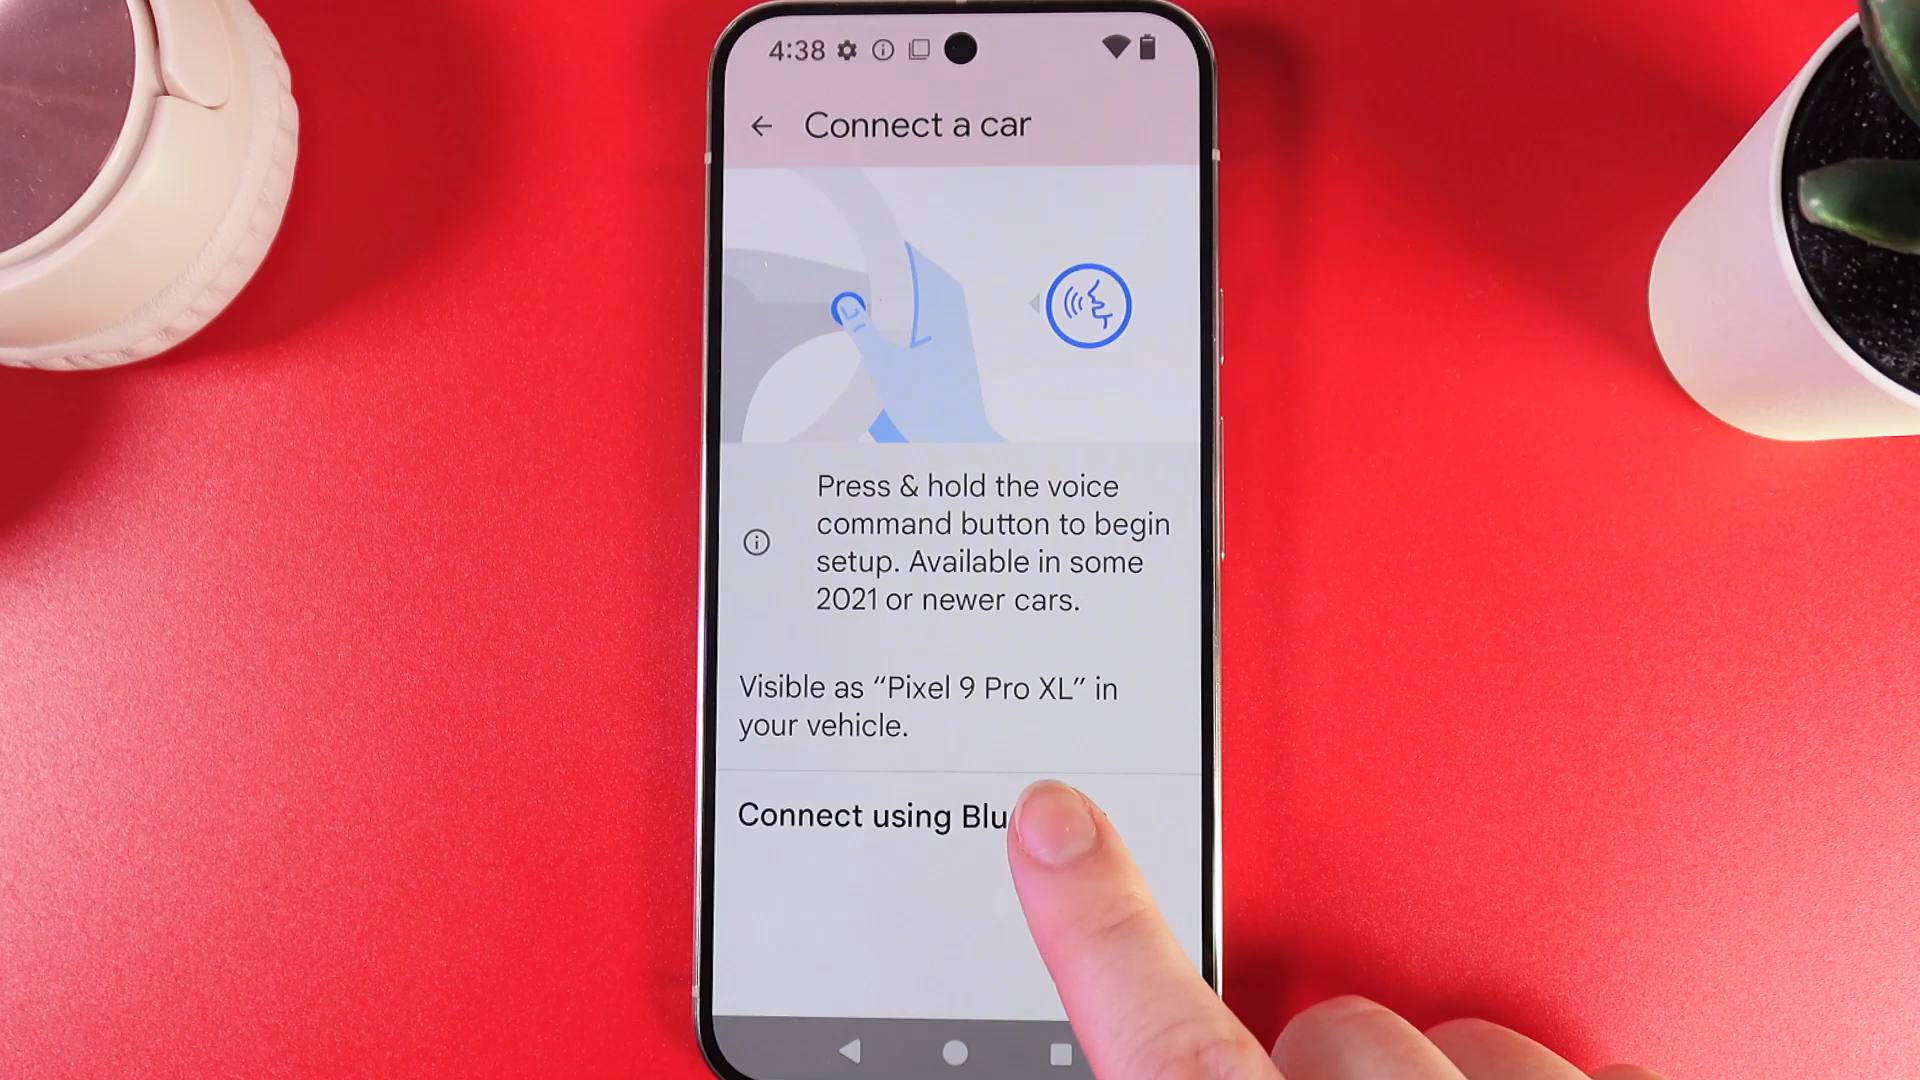 4:38
Connect a car
Press & hold the voice
command button to begin
setup. Available in some
2021 or newer cars.
Visible as “Pixel 9 Pro XL” in
your vehicle.
Connect using